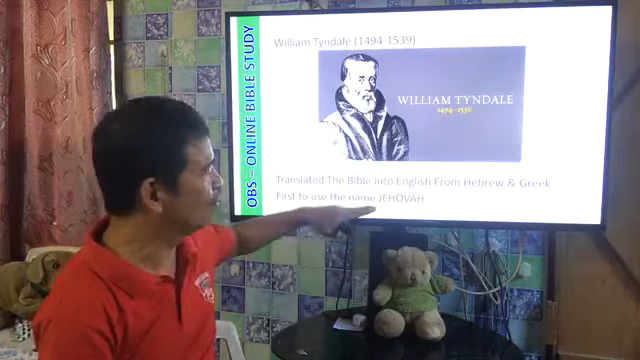 OBS – ONLINE BIBLE STUDY
William Tyndale (1494-1539)
WILLIAM TYNDALE
1494–1536
Translated The Bible Into English From Hebrew & Greek
First to use the name JEHOVAH